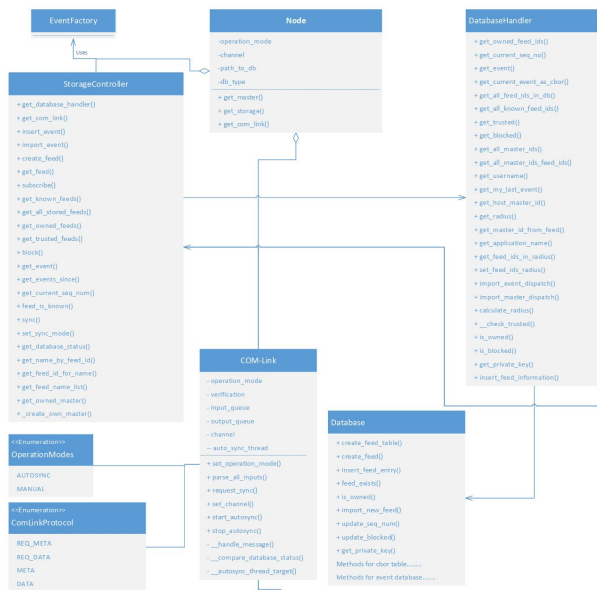 EventFactory
Uses
StorageController
+ get_database_handler()
+ get_com_link()
+ insert_event()
+ import_event()
+ create_feed()
+ get_feed()
+ subscribe()
+ get_known_feeds()
+ get_all_stored_feeds()
+ get_owned_feeds()
+ get_trusted_feeds()
+ block()
+ get_event()
+ get_events_since()
+ get_current_seq_num()
+ feed_is_known()
+ sync()
+ set_sync_mode()
+ get_database_status()
+ get_name_by_feed_id()
+ get_feed_id_for_name()
+ get_feed_name_list()
+ get_owned_master()
+ _create_own_master()
<<Enumeration>>
OperationModes
AUTOSYNC
MANUAL
<<Enumeration>>
ComLinkProtocol
REQ_META
REQ_DATA
META
DATA
Node
-operation_mode
-channel
-path_to_db
-db_type
+ get_master()
+ get_storage()
+ get_com_link()
COM-Link
- operation_mode
- verification
- input_queue
- output_queue
- channel
-- auto_sync_thread
+ set_operation_mode()
+ parse_all_inputs()
+ request_sync()
+ set_channel()
+ start_autosync()
+ stop_autosync()
- __handle_message()
- __compare_database_status()
- __autosync_thread_target()
DatabaseHandler
+ get_owned_feed_ids()
+ get_current_seq_no()
+ get_event()
+ get_current_event_as_cbor()
+ get_all_feed_ids_in_db()
+ get_all_known_feed_ids()
+ get_trusted()
+ get_blocked()
+ get_all_master_ids()
+ get_all_master_ids_feed_ids()
+ get_username()
+ get_my_last_event()
+ get_host_master_id()
+ get_radius()
+ get_master_id_from_feed()
+ get_application_name()
+ get_feed_ids_in_radius()
+ set_feed_ids_radius()
+ import_event_dispatch()
+ import_master_dispatch()
+ calculate_radius()
+ __check_trusted()
+ is_owned()
+ is_blocked()
+ get_private_key()
+ insert_feed_information()
Database
+ create_feed_table()
+ create_feed()
+ insert_feed_entry()
+ feed_exists()
+ is_owned()
+ import_new_feed()
+ update_seq_num()
+ update_blocked()
+ get_private_key()
Methods for cbor table........
Methods for event database.......